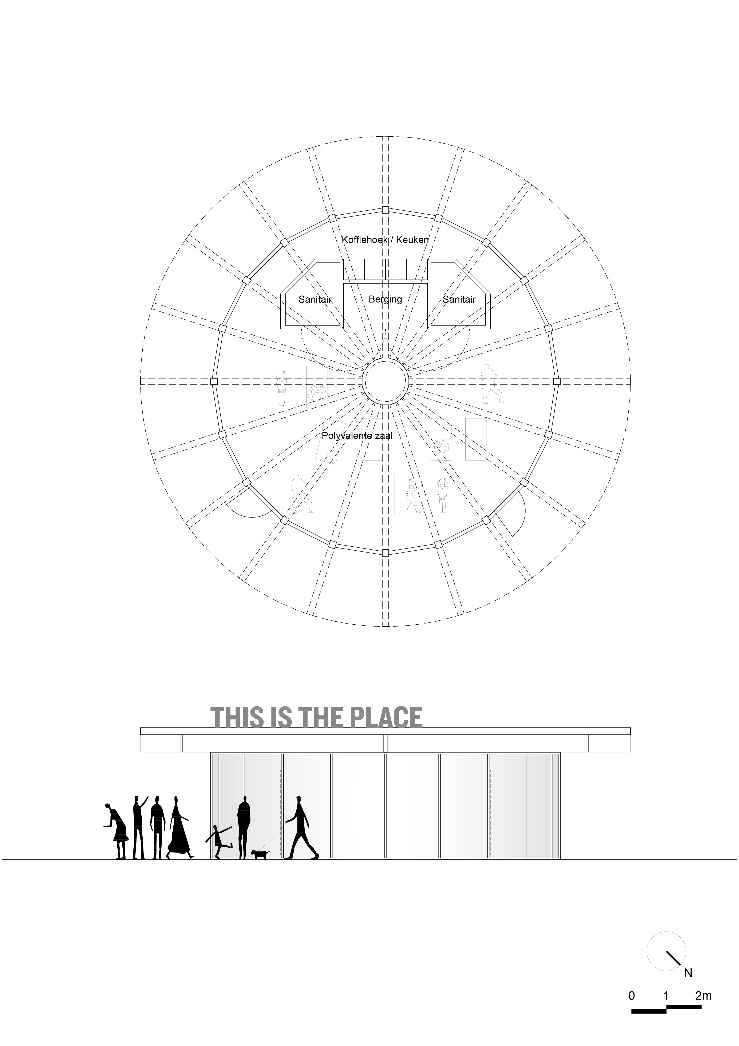 Koffiehoek / Keuken
Sanitair Berging Sanitair
Polyvalente zaal
THIS IS THE PLACE
N
0 1 2m